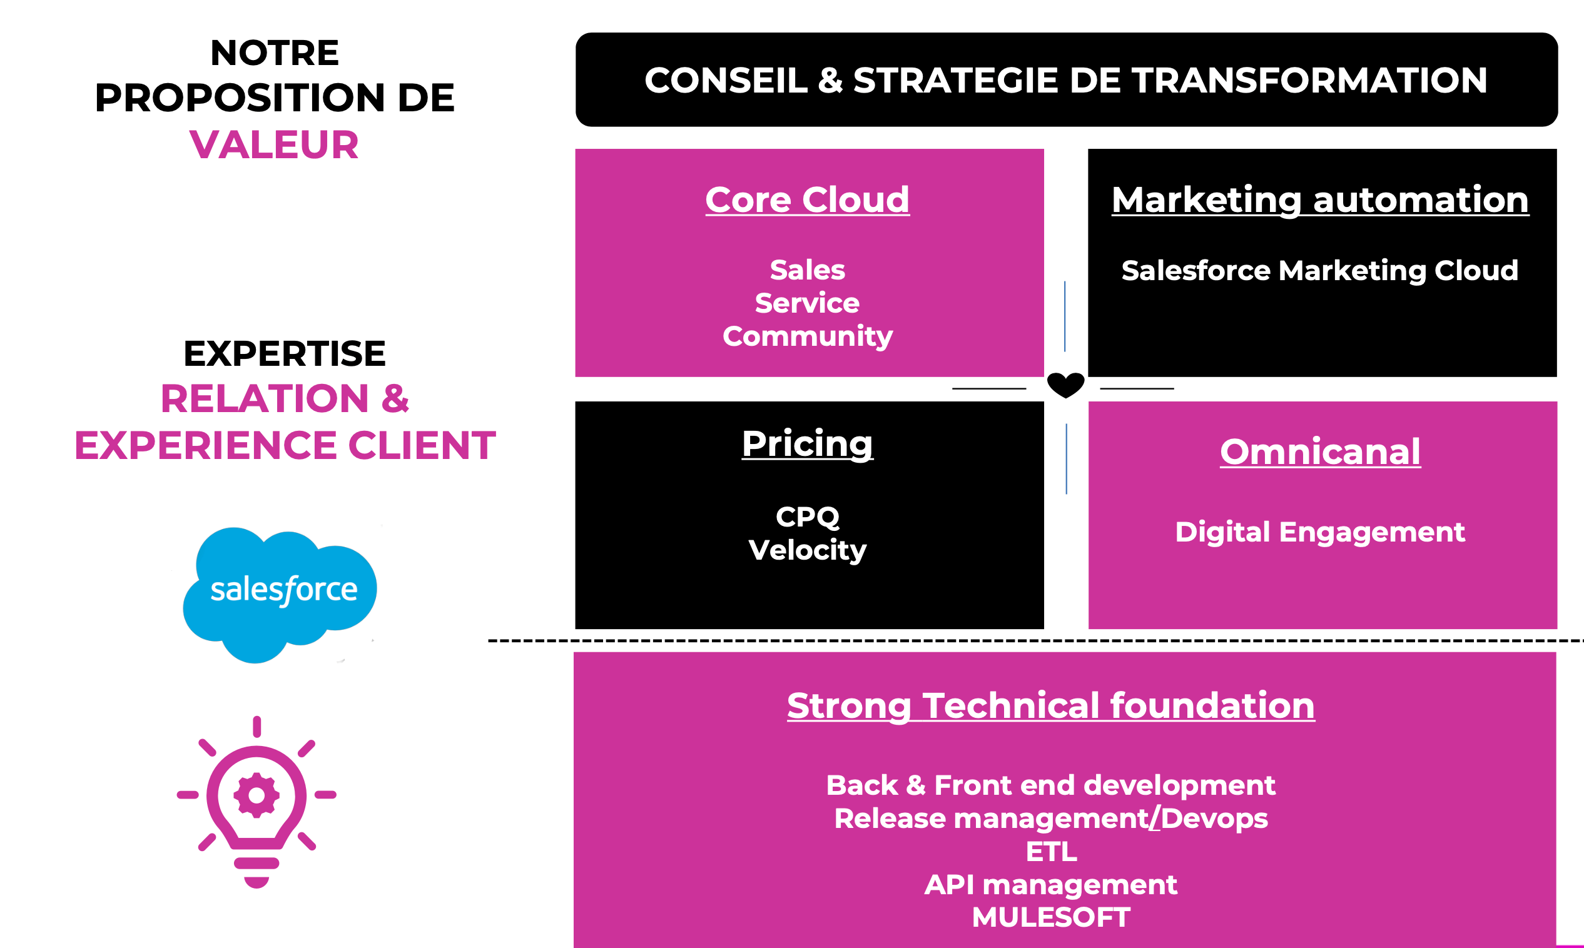 NOTRE
PROPOSITION DE
VALEUR
EXPERTISE
RELATION &
EXPERIENCE CLIENT
salesforce
CONSEIL & STRATEGIE DE TRANSFORMATION
Core Cloud
Sales
Service
Community
Marketing automation
Salesforce Marketing Cloud
Pricing
CPQ
Velocity
Omnicanal
Digital Engagement
Strong Technical foundation
Back & Front end development
Release management/Devops
ETL
API management
MULESOFT